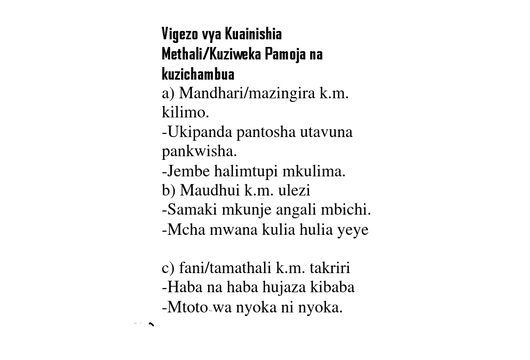 Vigezo vya Kuainishia
Methali/Kuziweka Pamoja na
kuzichambua
a) Mandhari/mazingira k.m.
kilimo.
-Ukipanda pantosha utavuna
pankwisha.
-Jembe halimtupi mkulima.
b) Maudhui k.m. ulezi
-Samaki mkunje angali mbichi.
-Mcha mwana kulia hulia yeye
c) fani/tamathali k.m. takriri
-Haba na haba hujaza kibaba
-Mtoto wa nyoka ni nyoka.